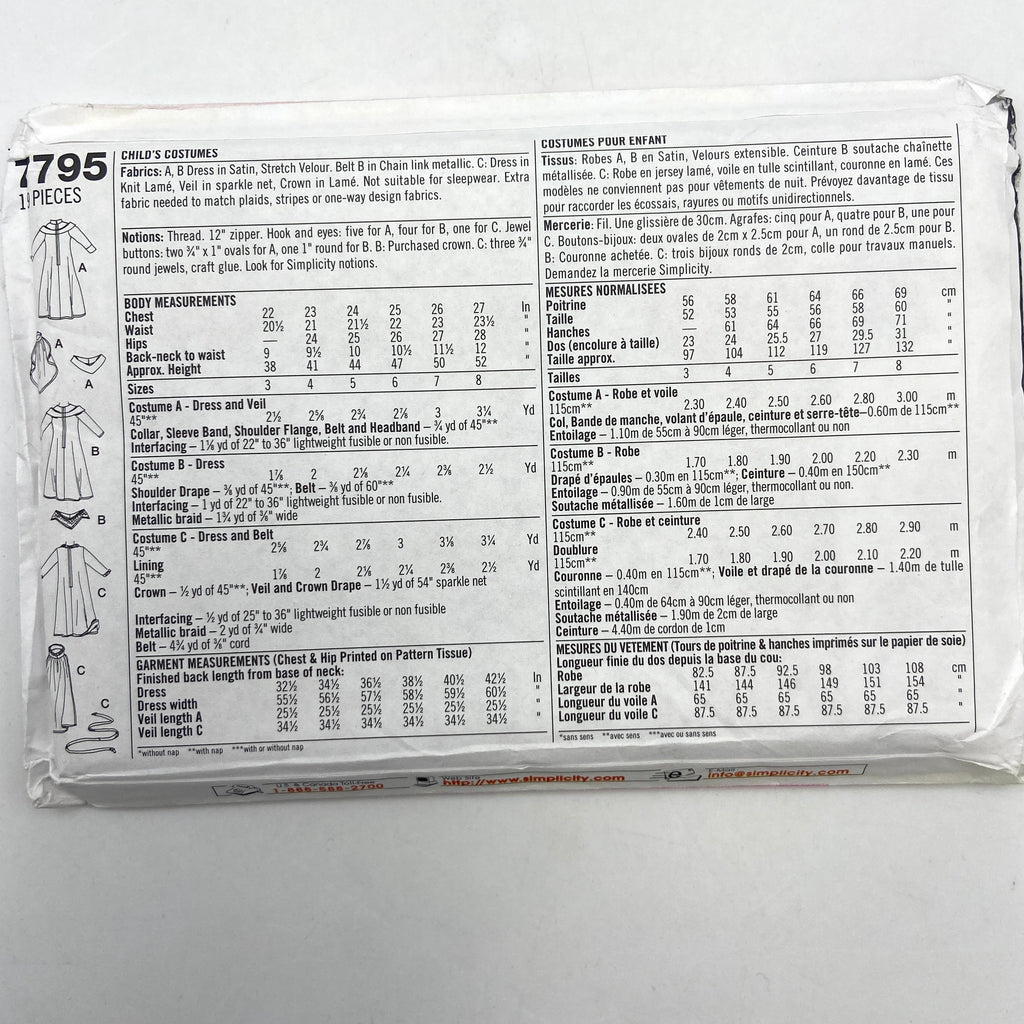 7795
PIECES
A
A
A
B
B
C
C
C
CHILD'S COSTUMES
Fabrics: A, B Dress in Satin, Stretch Velour. Belt B in Chain link metallic. C: Dress in
Knit Lamé, Veil in sparkle net, Crown in Lamé. Not suitable for sleepwear. Extra
fabric needed to match plaids, stripes or one-way design fabrics.
Notions: Thread. 12" zipper. Hook and eyes: five for A, four for B, one for C. Jewel
buttons: two ¾" x 1" ovals for A, one 1" round for B. B: Purchased crown. C: three ¾"
round jewels, craft glue. Look for Simplicity notions.
BODY MEASUREMENTS
Chest 22 23 24 25 26 27 In
Waist 20½ 21 21½ 22 23 23½ "
Hips — 24 25 26 27 28 "
Back-neck to waist 9 9½ 10 10½ 11½ 12 "
Approx. Height 38 41 44 47 50 52 "
Sizes 3 4 5 6 7 8
Costume A - Dress and Veil
45"** 2½ 2⅝ 2¾ 2⅞ 3 3¼ Yd
Collar, Sleeve Band, Shoulder Flange, Belt and Headband – ¾ yd of 45"**
Interfacing – 1⅛ yd of 22" to 36" lightweight fusible or non fusible.
Costume B - Dress
45"** 1⅞ 2 2⅛ 2¼ 2⅜ 2½ Yd
Shoulder Drape – ⅜ yd of 45"**; Belt – ⅜ yd of 60"**
Interfacing – 1 yd of 22" to 36" lightweight fusible or non fusible.
Metallic braid – 1¾ yd of ⅜" wide
Costume C - Dress and Belt
45"** 2⅝ 2¾ 2⅞ 3 3⅛ 3¼ Yd
Lining
45"** 1⅞ 2 2⅛ 2¼ 2⅜ 2½ Yd
Crown – ½ yd of 45"**; Veil and Crown Drape – 1½ yd of 54" sparkle net
Interfacing – ½ yd of 25" to 36" lightweight fusible or non fusible
Metallic braid – 2 yd of ¾" wide
Belt – 4¾ yd of ⅜" cord
GARMENT MEASUREMENTS (Chest & Hip Printed on Pattern Tissue)
Finished back length from base of neck:
Dress 32½ 34½ 36½ 38½ 40½ 42½ In
Dress width 55½ 56½ 57½ 58½ 59½ 60½ "
Veil length A 25½ 25½ 25½ 25½ 25½ 25½ "
Veil length C 34½ 34½ 34½ 34½ 34½ 34½ "
*without nap **with nap ***with or without nap
COSTUMES POUR ENFANT
Tissus: Robes A, B en Satin, Velours extensible. Ceinture B soutache chaînette
métallisée. C: Robe en jersey lamé, voile en tulle scintillant, couronne en lamé. Ces
modèles ne conviennent pas pour vêtements de nuit. Prévoyez davantage de tissu
pour raccorder les écossais, rayures ou motifs unidirectionnels.
Mercerie: Fil. Une glissière de 30cm. Agrafes: cinq pour A, quatre pour B, une pour
C. Boutons-bijoux: deux ovales de 2cm x 2.5cm pour A, un rond de 2.5cm pour B.
B: Couronne achetée. C: trois bijoux ronds de 2cm, colle pour travaux manuels.
Demandez la mercerie Simplicity.
MESURES NORMALISEES
Poitrine 56 58 61 64 66 69 cm
Taille 52 53 55 56 58 60 "
Hanches — 61 64 66 69 71 "
Dos (encolure à taille) 23 24 25.5 27 29.5 31 "
Taille approx. 97 104 112 119 127 132 "
Tailles 3 4 5 6 7 8
Costume A - Robe et voile
115cm** 2.30 2.40 2.50 2.60 2.80 3.00 m
Col, Bande de manche, volant d'épaule, ceinture et serre-tête–0.60m de 115cm**
Entoilage – 1.10m de 55cm à 90cm léger, thermocollant ou non
Costume B - Robe
115cm** 1.70 1.80 1.90 2.00 2.20 2.30 m
Drapé d'épaules – 0.30m en 115cm**; Ceinture – 0.40m en 150cm**
Entoilage – 0.90m de 55cm à 90cm léger, thermocollant ou non.
Soutache métallisée – 1.60m de 1cm de large
Costume C - Robe et ceinture
115cm** 2.40 2.50 2.60 2.70 2.80 2.90 m
Doublure
115cm** 1.70 1.80 1.90 2.00 2.10 2.20 m
Couronne – 0.40m en 115cm**; Voile et drapé de la couronne – 1.40m de tulle
scintillant en 140cm
Entoilage – 0.40m de 64cm à 90cm léger, thermocollant ou non
Soutache métallisée – 1.90m de 2cm de large
Ceinture – 4.40m de cordon de 1cm
MESURES DU VETEMENT (Tours de poitrine & hanches imprimés sur le papier de soie)
Longueur finie du dos depuis la base du cou:
Robe 82.5 87.5 92.5 98 103 108 cm
Largeur de la robe 141 144 146 149 151 154 "
Longueur du voile A 65 65 65 65 65 65 "
Longueur du voile C 87.5 87.5 87.5 87.5 87.5 87.5 "
*sans sens **avec sens ***avec ou sans sens
U.S. & Canada Toll-Free
1-888-588-2700
Web Site
http://www.simplicity.com
E-Mail
info@simplicity.com